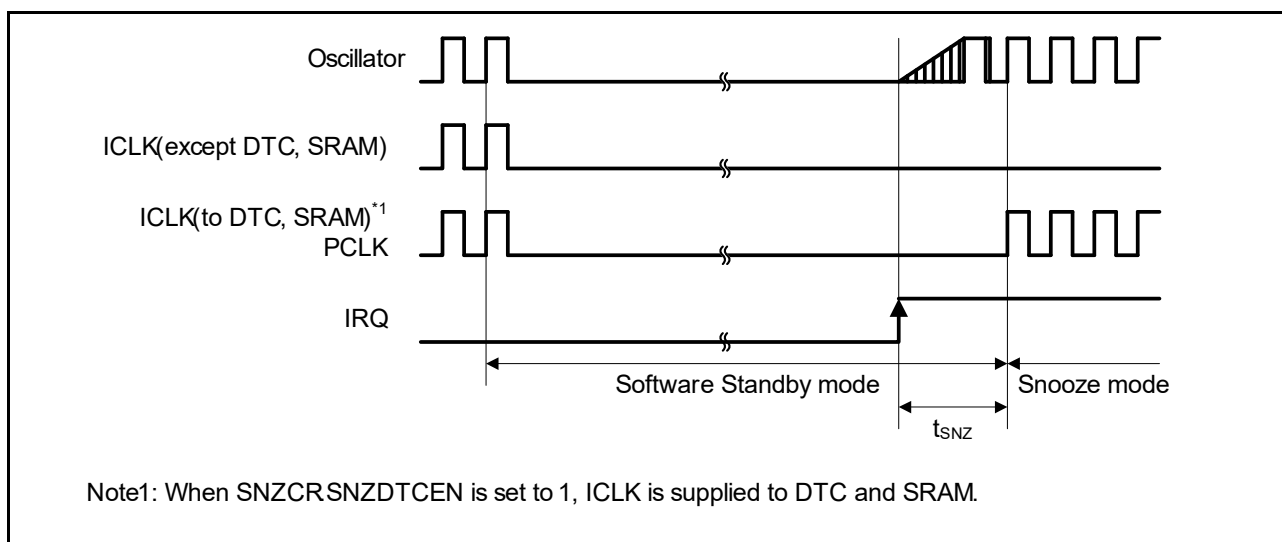 Oscillator
ICLK(except DTC, SRAM)
ICLK(to DTC, SRAM)*1
PCLK
IRQ
Software Standby mode
Snooze mode
tSNZ
Note1: When SNZCR.SNZDTCEN is set to 1, ICLK is supplied to DTC and SRAM.